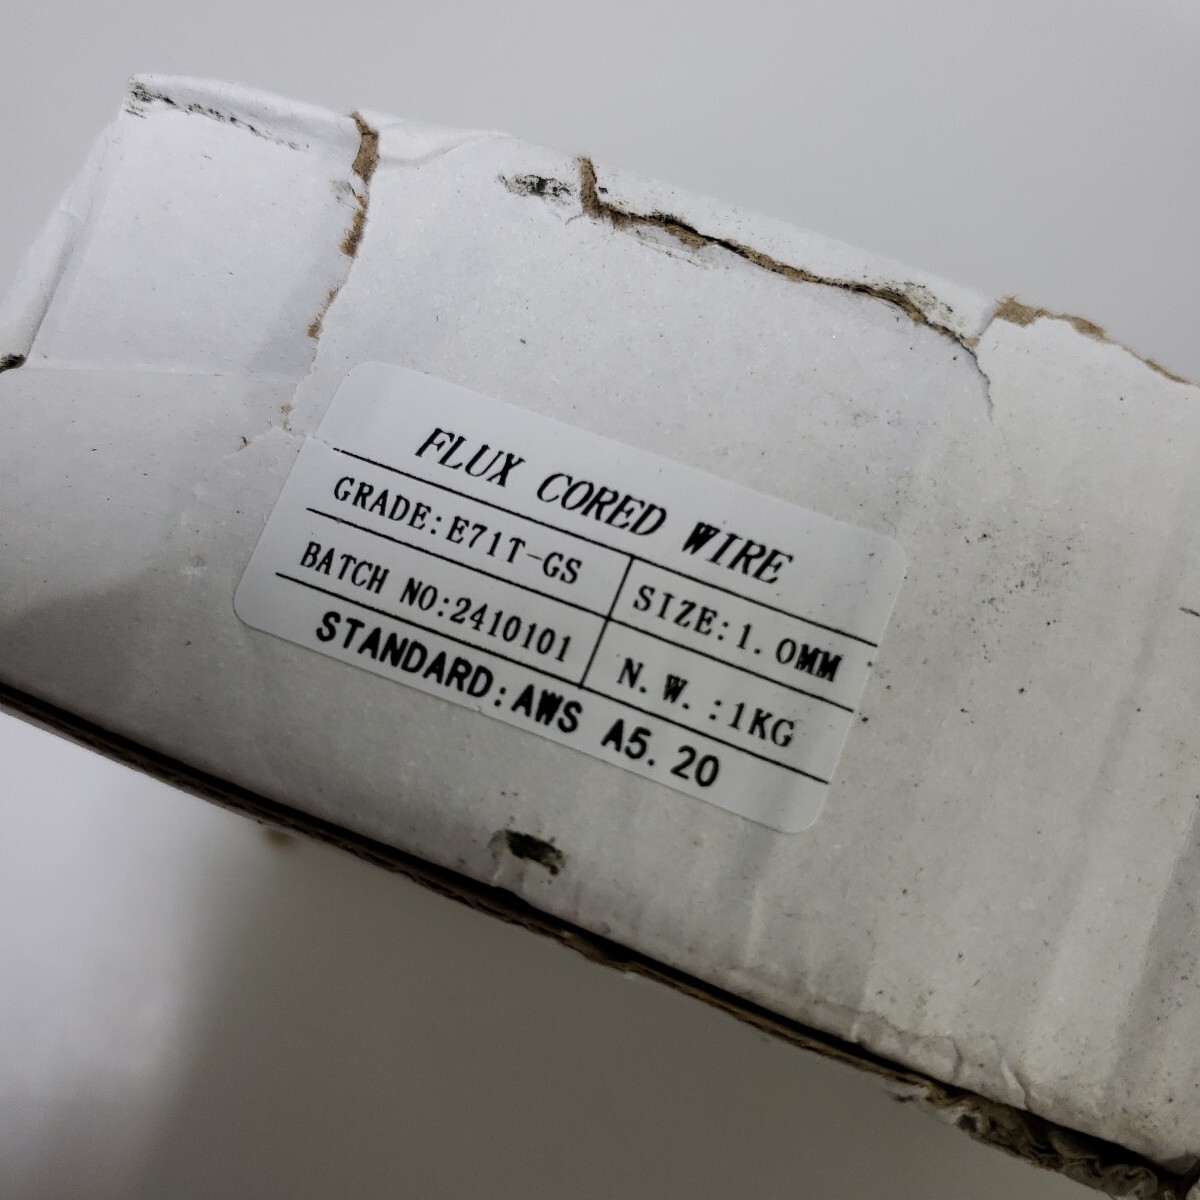 FLUX CORED WIRE
GRADE:E71T-GS SIZE:1.0MM
BATCH NO:2410101 N.W.:1KG
STANDARD:AWS A5.20